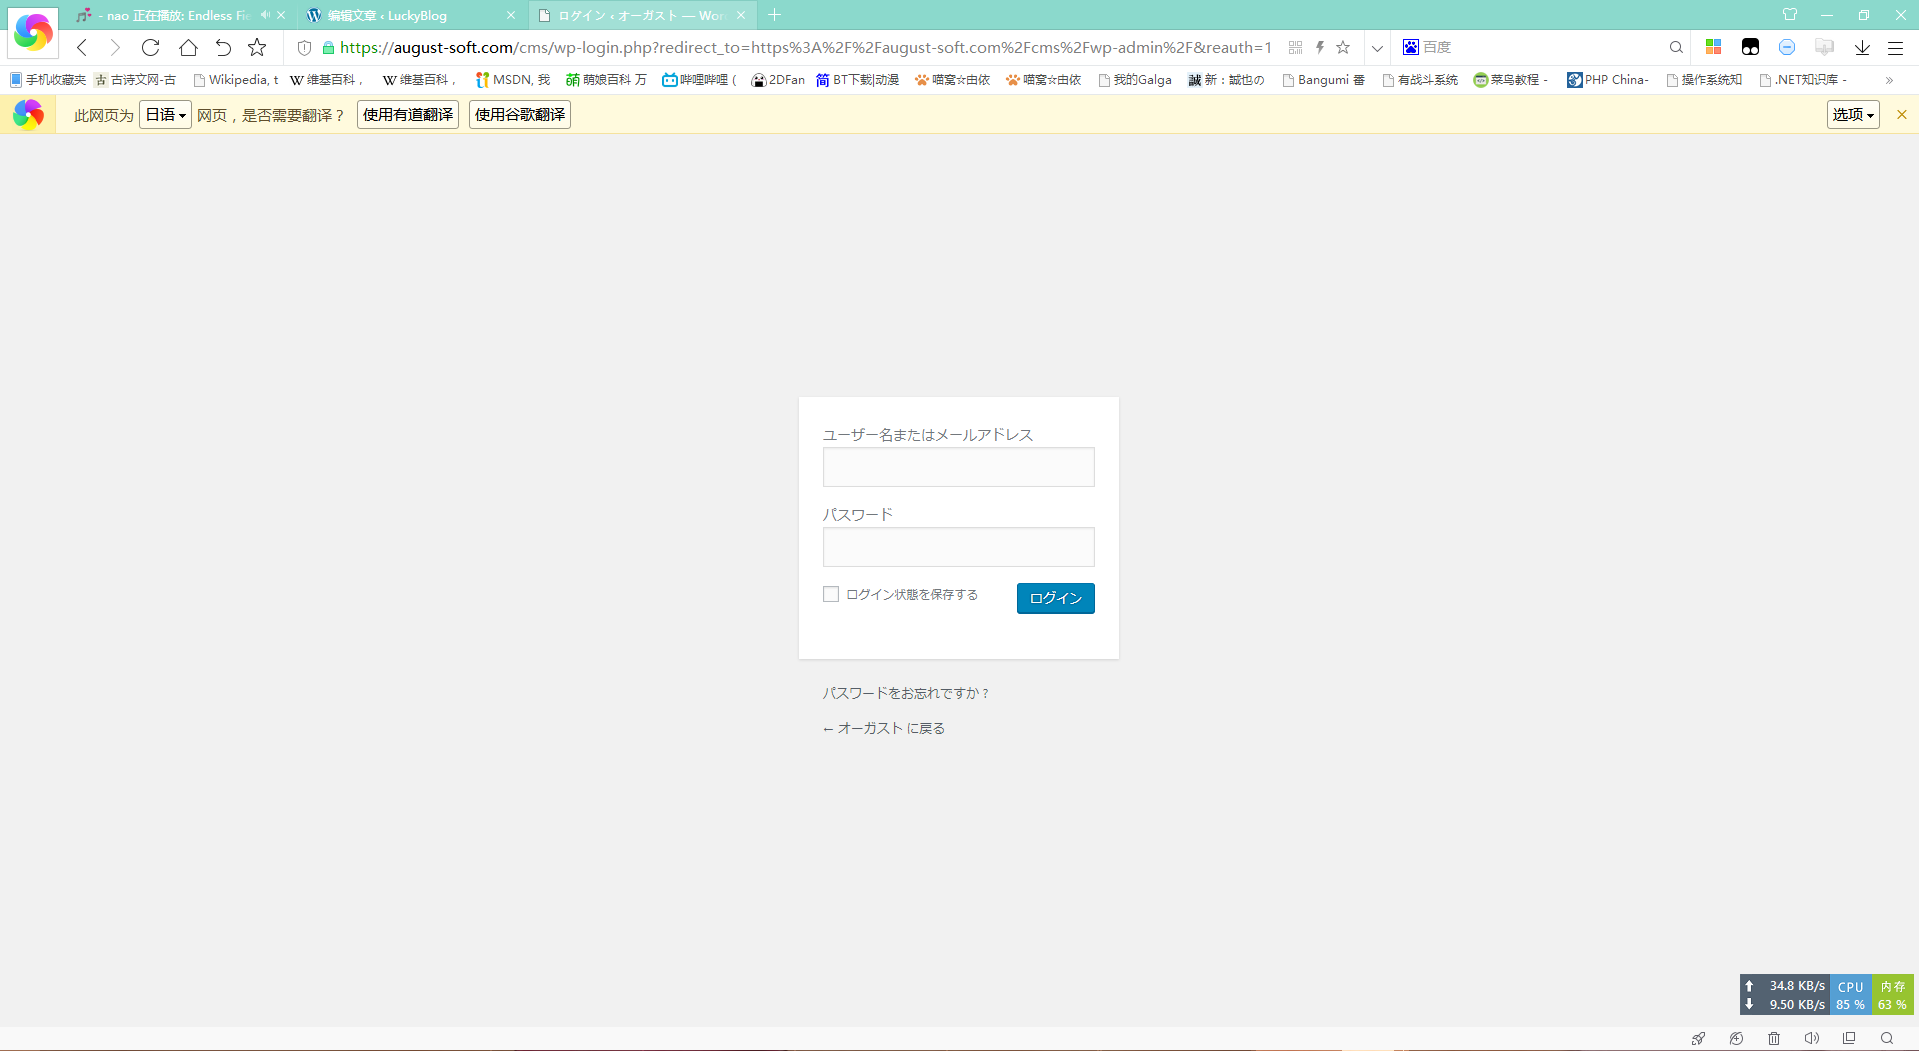 - nao 正在播放: Endless Fie
编辑文章 ‹ LuckyBlog
ログイン ‹ オーガスト — Wor
https://august-soft.com/cms/wp-login.php?redirect_to=https%3A%2F%2Faugust-soft.com%2Fcms%2Fwp-admin%2F&reauth=1
百度
手机收藏夹 古 古诗文网-古 Wikipedia, t W 维基百科， W 维基百科， MSDN, 我 萌 萌娘百科 万 哔哩哔哩 ( 2DFan 简 BT下载|动漫 喵窝☆由依 喵窝☆由依 我的Galga 誠 新：誠也の Bangumi 番 有战斗系统 菜鸟教程 - PHP China- 操作系统知 .NET知识库 - »
此网页为 日语 网页，是否需要翻译？ 使用有道翻译 使用谷歌翻译 选项
ユーザー名またはメールアドレス
パスワード
ログイン状態を保存する ログイン
パスワードをお忘れですか ?
← オーガスト に戻る
34.8 KB/s CPU 内存
9.50 KB/s 85 % 63 %